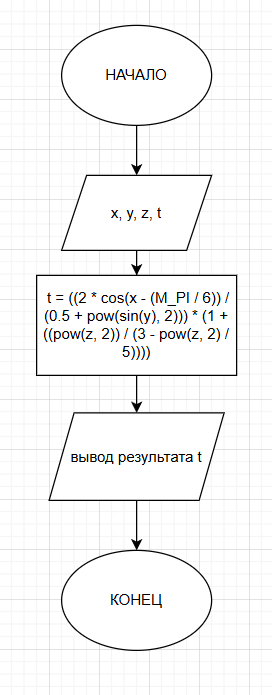 НАЧАЛО
x, y, z, t
t = ((2 * cos(x - (M_PI / 6)) /
(0.5 + pow(sin(y), 2))) * (1 +
((pow(z, 2)) / (3 - pow(z, 2) /
5))))
вывод результата t
КОНЕЦ